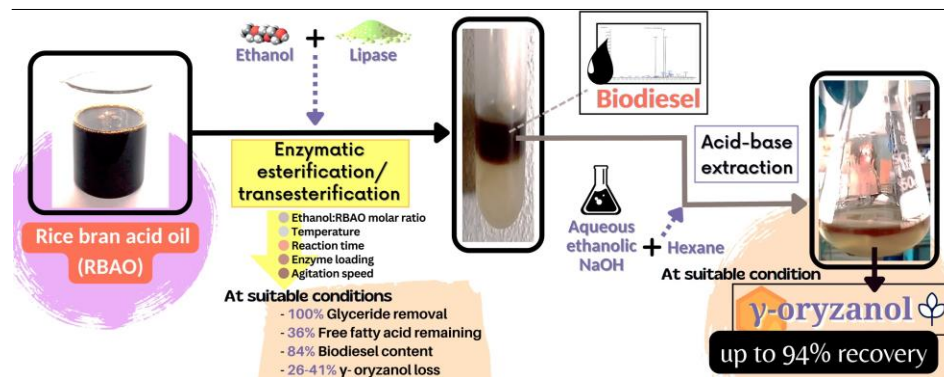 Ethanol + Lipase
Rice bran acid oil
(RBAO)
Enzymatic
esterification/
transesterification
Ethanol:RBAO molar ratio
Temperature
Reaction time
Enzyme loading
Agitation speed
At suitable conditions
- 100% Glyceride removal
- 36% Free fatty acid remaining
- 84% Biodiesel content
- 26-41% γ- oryzanol loss
Biodiesel
Acid-base
extraction
Aqueous
ethanolic
NaOH
+ Hexane
At suitable condition
γ-oryzanol
up to 94% recovery